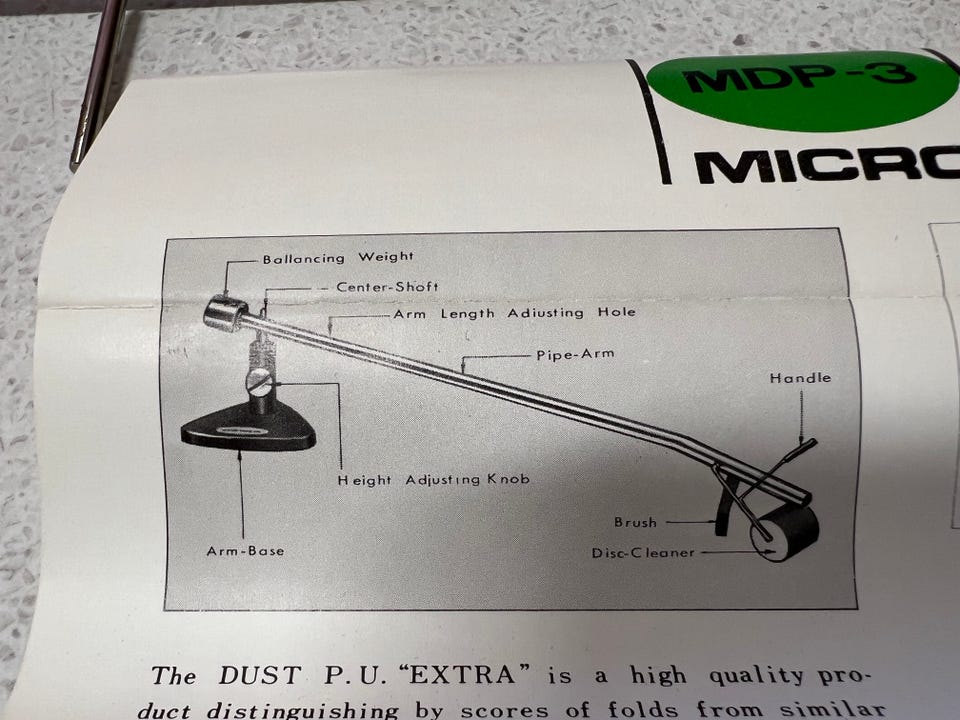 MDP-3
MICRO
Ballancing Weight
Center-Shoft
Arm Length Adjusting Hole
Pipe-Arm
Handle
Height Adjusting Knob
Brush
Arm-Base
Disc-Cleaner
The DUST P.U. “EXTRA” is a high quality pro-
duct distinguishing by scores of folds from similar